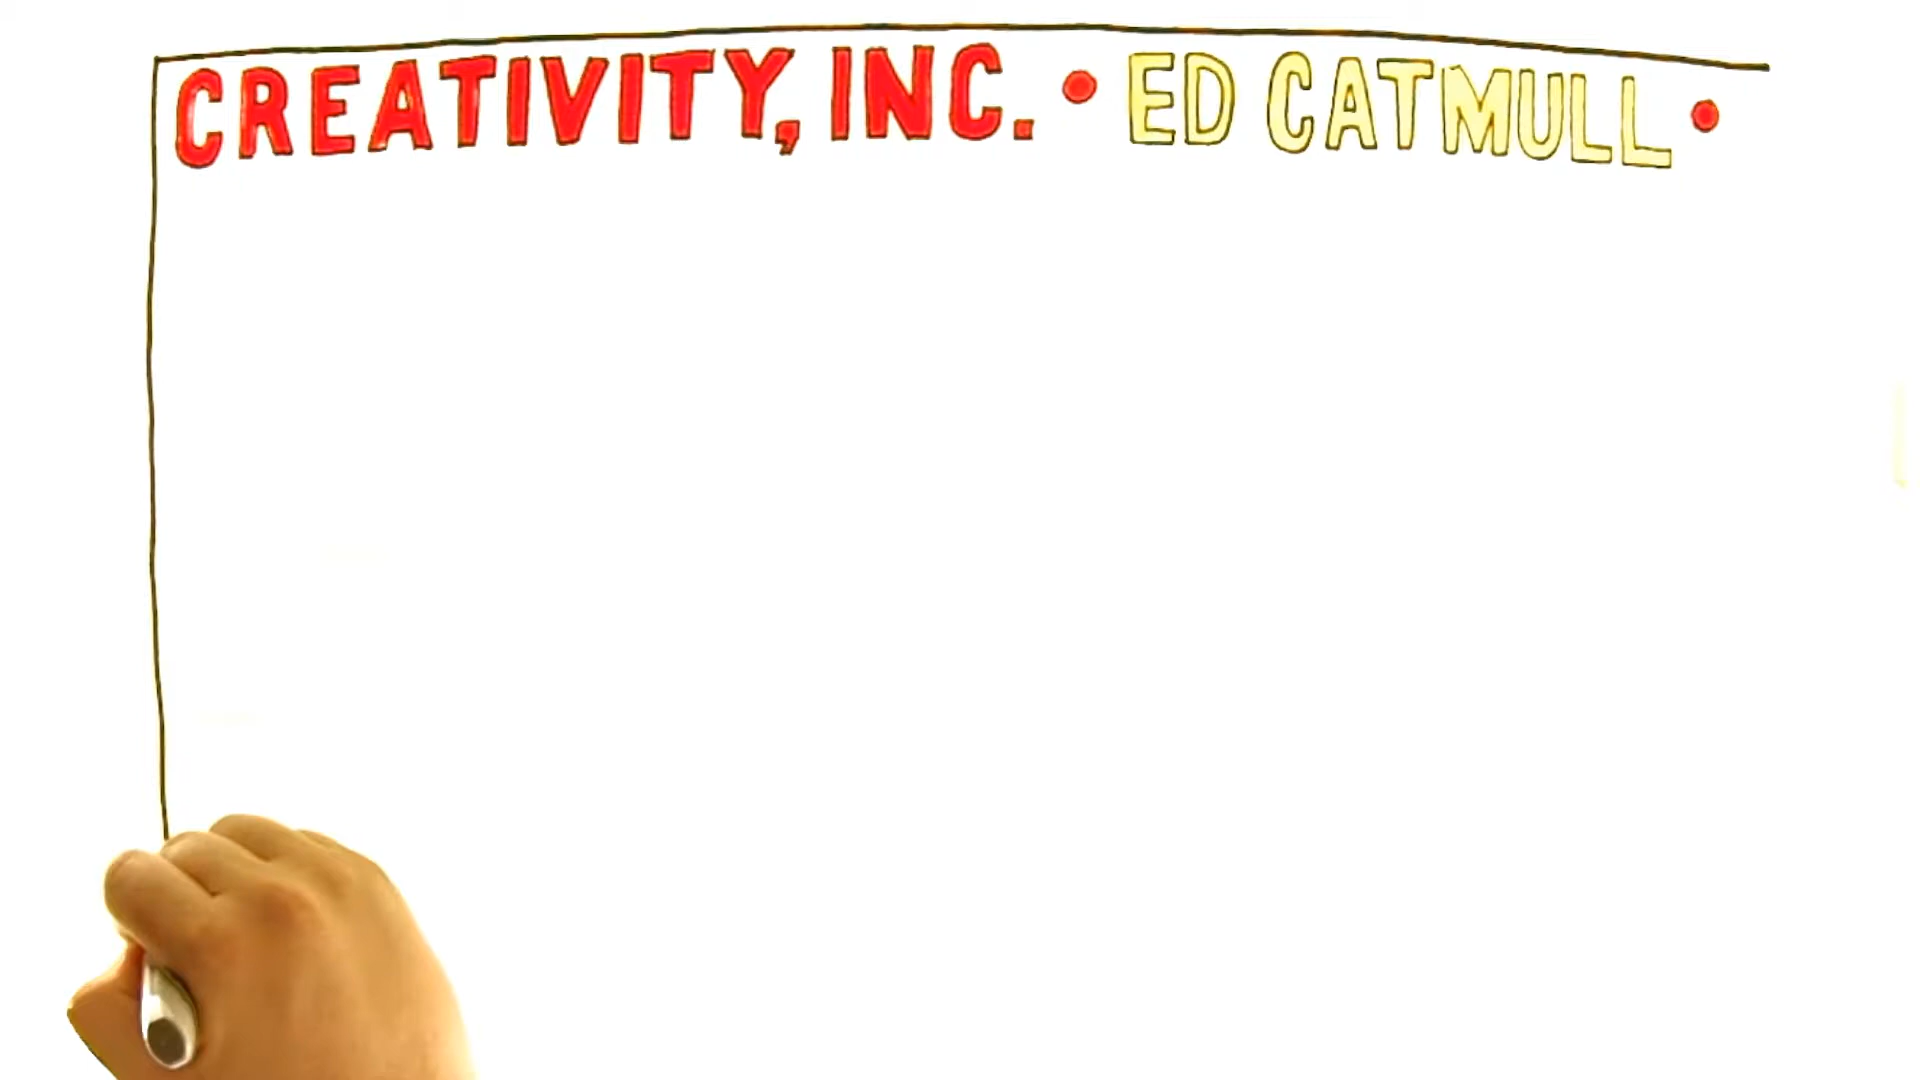 CREATIVITY, INC. • ED CATMULL •